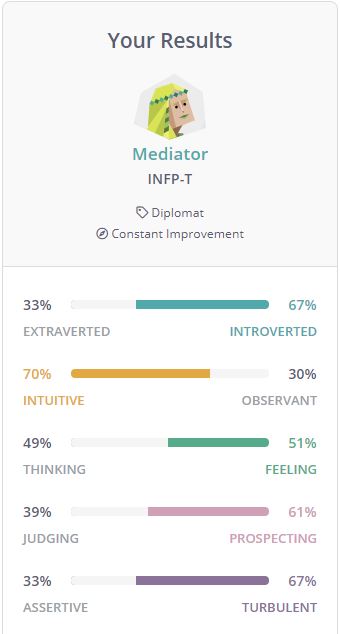 Your Results
Mediator
INFP-T
Diplomat
Constant Improvement
33% 67%
EXTRAVERTED INTROVERTED
70% 30%
INTUITIVE OBSERVANT
49% 51%
THINKING FEELING
39% 61%
JUDGING PROSPECTING
33% 67%
ASSERTIVE TURBULENT